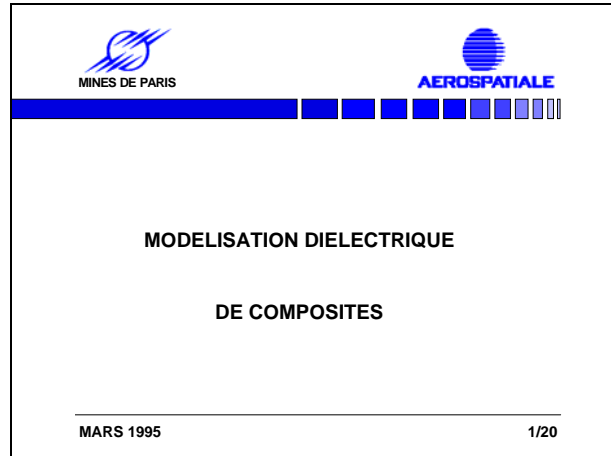 MINES DE PARIS
AEROSPATIALE
MODELISATION DIELECTRIQUE
DE COMPOSITES
MARS 1995 1/20